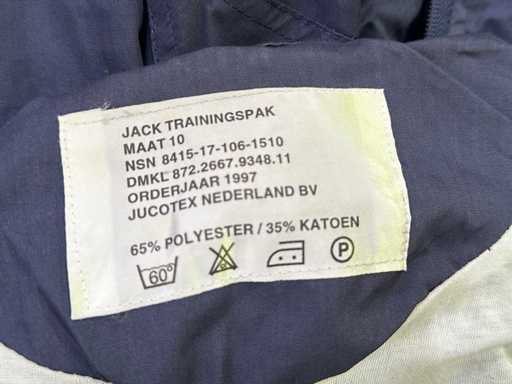 JACK TRAININGSPAK
MAAT 10
NSN 8415-17-106-1510
DMKL 872.2667.9348.11
ORDERJAAR 1997
JUCOTEX NEDERLAND BV
65% POLYESTER / 35% KATOEN
60° P